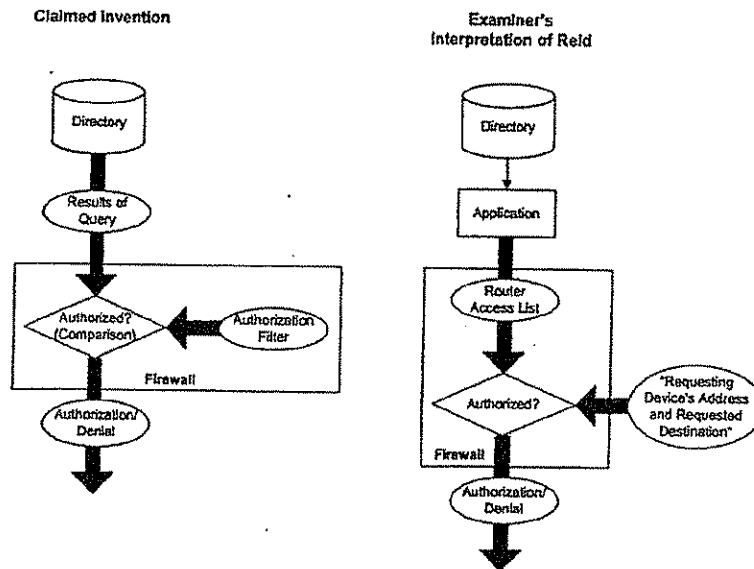 Claimed Invention
Directory
Results of
Query
Authorized?
(Comparison)
Authorization
Filter
Firewall
Authorization/
Denial
Examiner's
Interpretation of Reid
Directory
Application
Router
Access List
Authorized?
"Requesting
Device's Address
and Requested
Destination"
Firewall
Authorization/
Denial